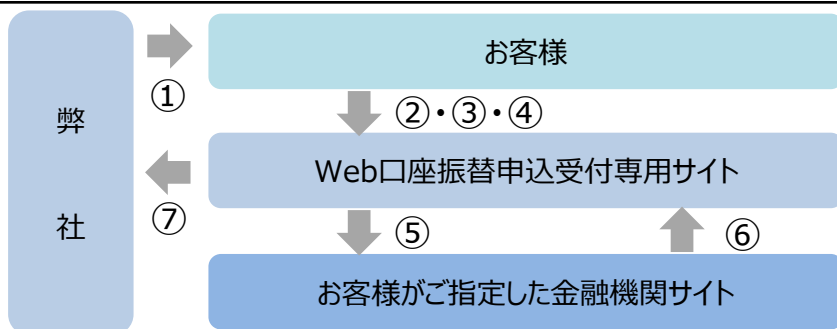 弊社
①
お客様
②・③・④
Web口座振替申込受付専用サイト
⑦
⑤
⑥
お客様がご指定した金融機関サイト